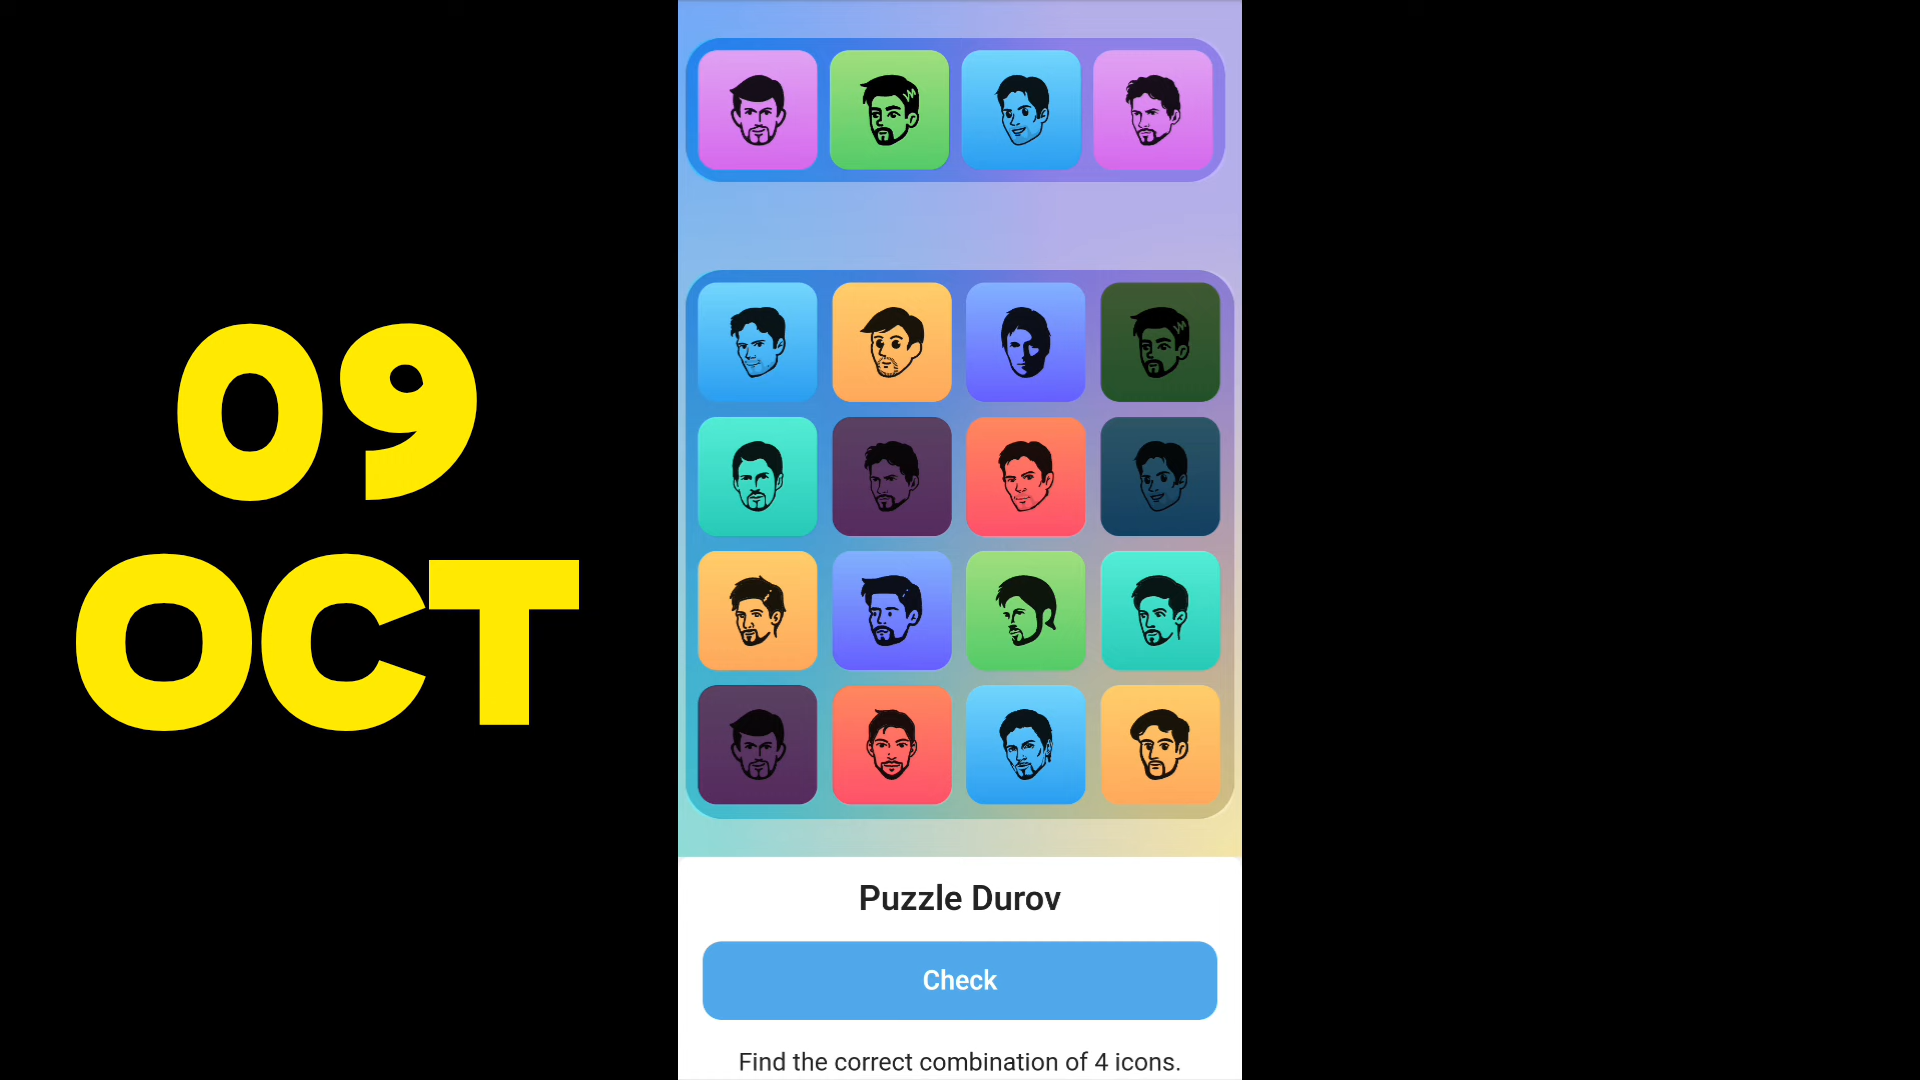 09
OCT
Puzzle Durov
Check
Find the correct combination of 4 icons.